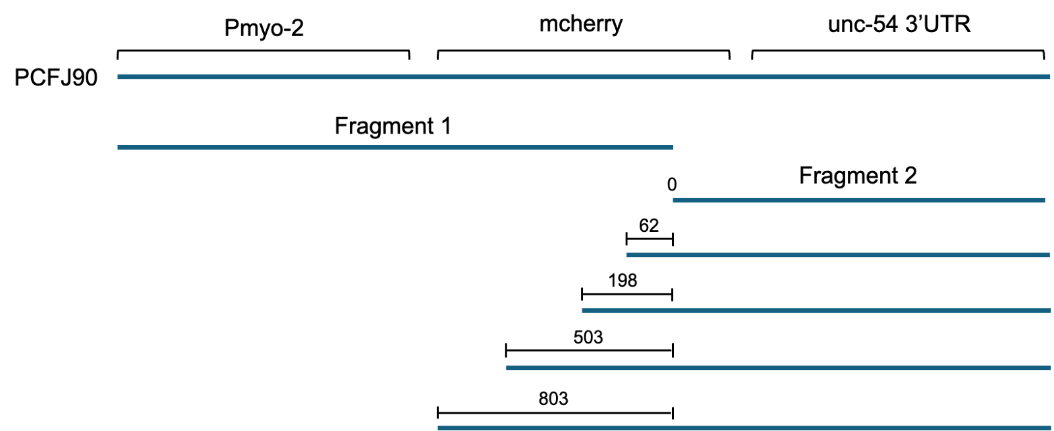 Pmyo-2
mcherry
unc-54 3’UTR
PCFJ90
Fragment 1
0
Fragment 2
62
198
503
803